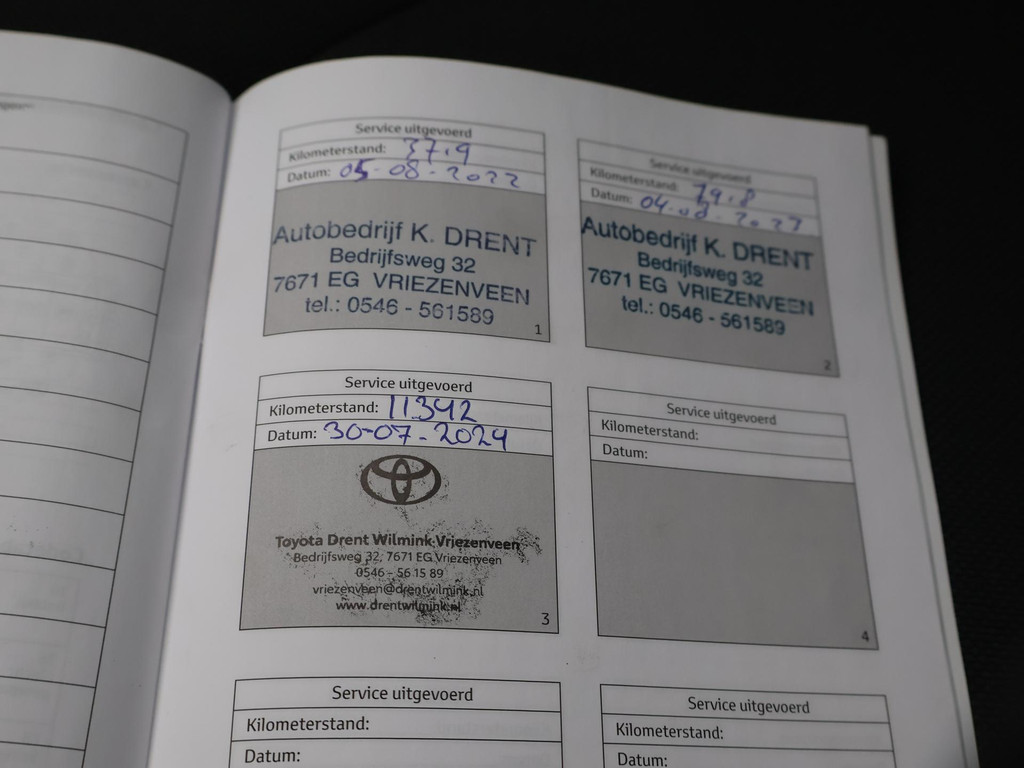 Service uitgevoerd
Kilometerstand: 37.9
Datum: 05-08-2022
Autobedrijf K. DRENT
Bedrijfsweg 32
7671 EG VRIEZENVEEN
tel.: 0546 - 561589
1
Service uitgevoerd
Kilometerstand:
Datum:
Autobedrijf K. DRENT
Bedrijfsweg 32
7671 EG VRIEZENVEEN
tel.: 0546 - 561589
2
Service uitgevoerd
Kilometerstand: 11342
Datum: 30-07-2024
Toyota Drent Wilmink Vriezenveen
Bedrijfsweg 32, 7671 EG Vriezenveen
0546 - 56 15 89
vriezenveen@drentwilmink.nl
www.drentwilmink.nl
3
Service uitgevoerd
Kilometerstand:
Datum:
4
Service uitgevoerd
Kilometerstand:
Datum:
Service uitgevoerd
Kilometerstand:
Datum: